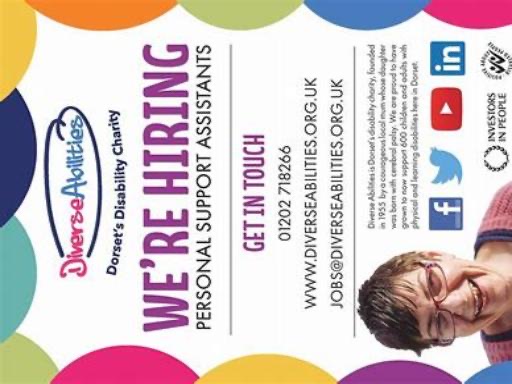 DiverseAbilities
Dorset's Disability Charity
WE'RE HIRING
PERSONAL SUPPORT ASSISTANTS
GET IN TOUCH
01202 718266
WWW.DIVERSEABILITIES.ORG.UK
JOBS@DIVERSEABILITIES.ORG.UK
Diverse Abilities is Dorset's disability charity, founded
in 1955 by a courageous local mum whose daughter
was born with cerebral palsy. We are proud to have
grown to now support 600 children and adults with
physical and learning disabilities here in Dorset.
f
in
INVESTORS
IN PEOPLE